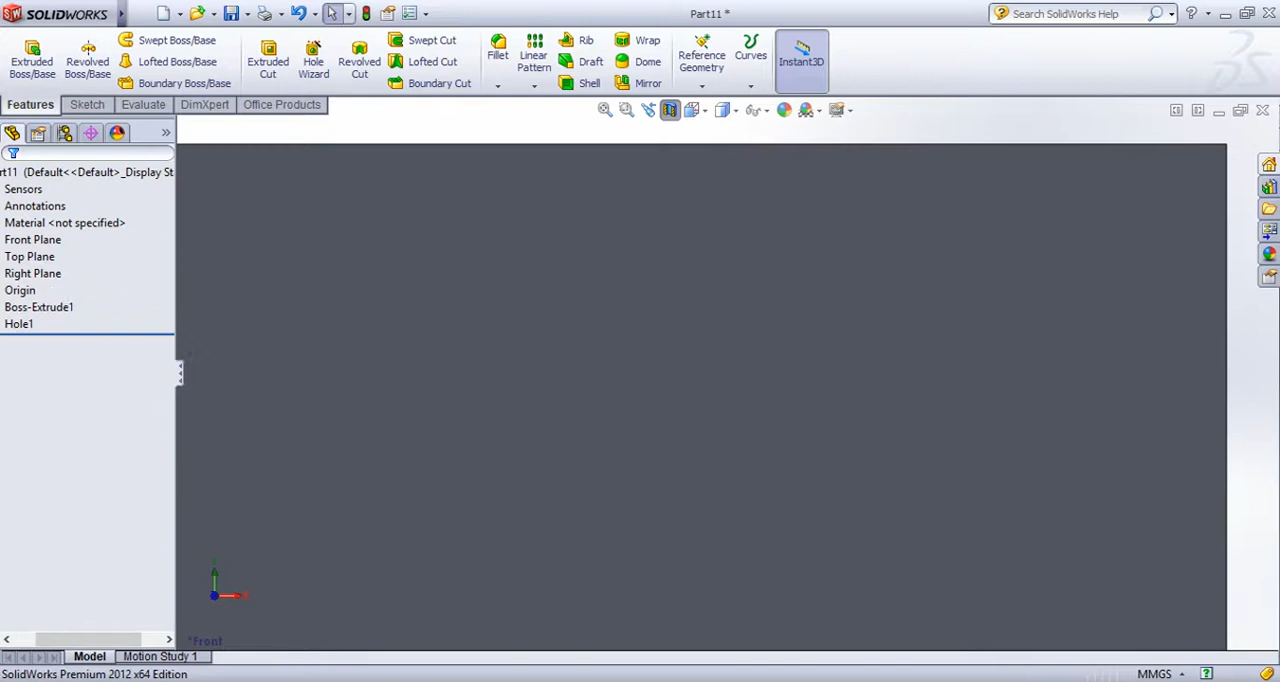 SOLIDWORKS
Part11 *
Search SolidWorks Help
Extruded Boss/Base
Revolved Boss/Base
Swept Boss/Base
Lofted Boss/Base
Boundary Boss/Base
Extruded Cut
Hole Wizard
Revolved Cut
Swept Cut
Lofted Cut
Boundary Cut
Fillet
Linear Pattern
Rib
Draft
Shell
Wrap
Dome
Mirror
Reference Geometry
Curves
Instant3D
Features
Sketch
Evaluate
DimXpert
Office Products
rt11 (Default<<Default>_Display St
Sensors
Annotations
Material <not specified>
Front Plane
Top Plane
Right Plane
Origin
Boss-Extrude1
Hole1
*Front
Model
Motion Study 1
SolidWorks Premium 2012 x64 Edition
MMGS